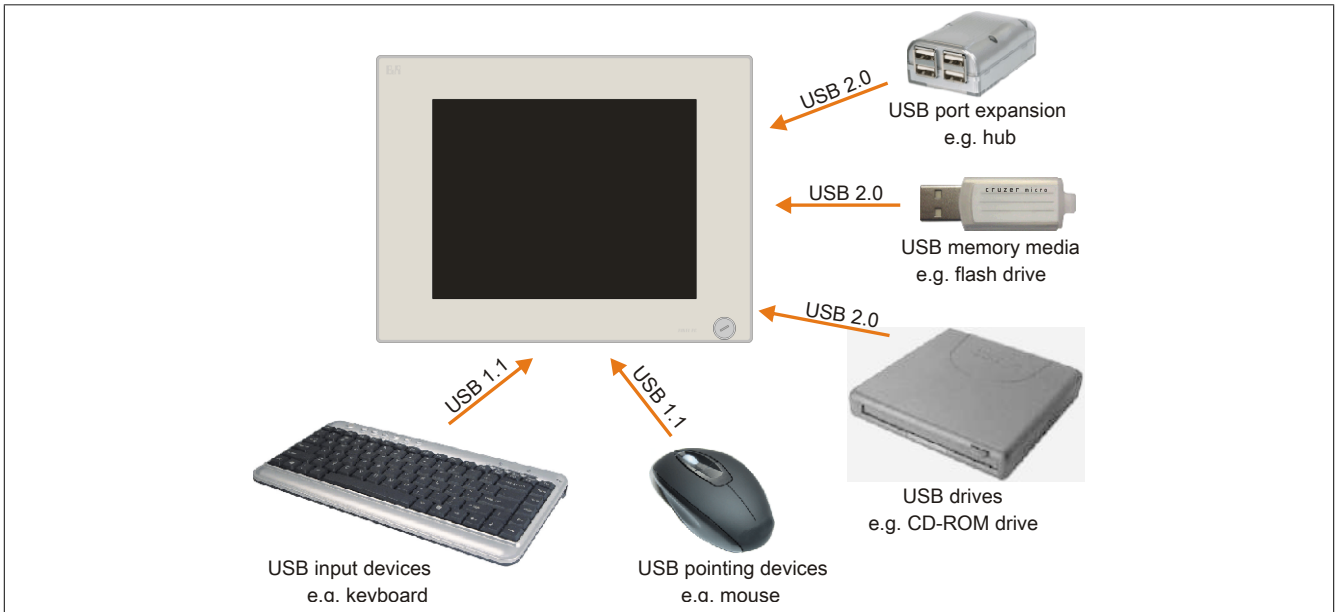 USB 2.0
USB port expansion
e.g. hub
USB 2.0
cruzer micro
USB memory media
e.g. flash drive
USB 2.0
USB drives
e.g. CD-ROM drive
USB 1.1
USB 1.1
USB input devices
e.g. keyboard
USB pointing devices
e.g. mouse